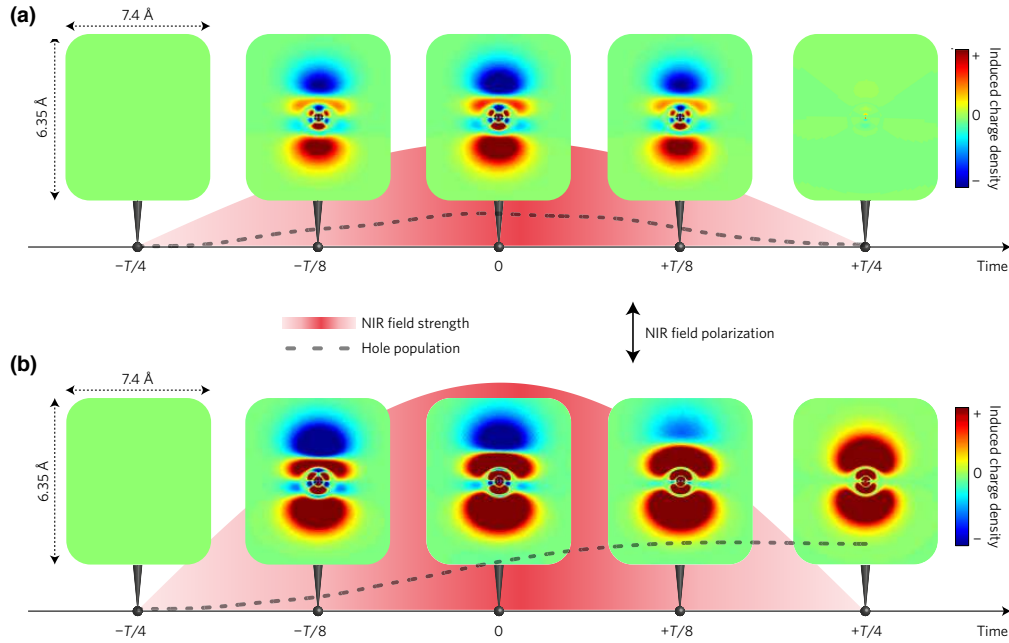 (a)
7.4 Å
6.35 Å
+
0
−
Induced charge density
−T/4
−T/8
0
+T/8
+T/4
Time
NIR field strength
Hole population
NIR field polarization
(b)
7.4 Å
6.35 Å
+
0
−
Induced charge density
−T/4
−T/8
0
+T/8
+T/4
Time